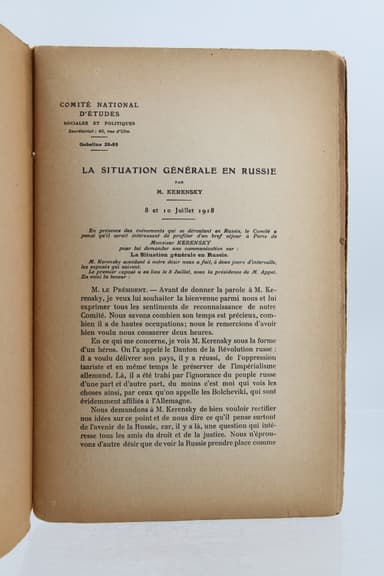 COMITÉ NATIONAL
D'ÉTUDES
SOCIALES ET POLITIQUES
Secrétariat : 45, rue d'Ulm
Gobelins 28-85
LA SITUATION GÉNÉRALE EN RUSSIE
PAR
M. KERENSKY
8 et 10 Juillet 1918
En présence des événements qui se déroulent en Russie, le Comité a
pensé qu'il serait intéressant de profiter d'un bref séjour à Paris de
Monsieur KERENSKY
pour lui demander une communication sur :
La Situation générale en Russie.
M. Kerensky accédant à notre désir nous a fait, à deux jours d'intervalle,
les exposés qui suivent.
Le premier exposé a eu lieu le 8 Juillet, sous la présidence de M. Appel.
En voici la teneur :
M. LE PRÉSIDENT. — Avant de donner la parole à M. Ke-
rensky, je veux lui souhaiter la bienvenue parmi nous et lui
exprimer tous les sentiments de reconnaissance de notre
Comité. Nous savons combien son temps est précieux, com-
bien il a de hautes occupations; nous le remercions d'avoir
bien voulu nous consacrer deux heures.
En ce qui me concerne, je vois M. Kerensky sous la forme
d'un héros. On l'a appelé le Danton de la Révolution russe :
il a voulu délivrer son pays, il y a réussi, de l'oppression
tzariste et en même temps le préserver de l'impérialisme
allemand. Là, il a été trahi par l'ignorance du peuple russe
d'une part et d'autre part, du moins c'est moi qui vois les
choses ainsi, par ceux qu'on appelle les Bolcheviki, qui sont
évidemment affiliés à l'Allemagne.
Nous demandons à M. Kerensky de bien vouloir rectifier
nos idées sur ce point et de nous dire ce qu'il pense surtout
de l'avenir de la Russie, car, il y a là, une question qui inté-
resse tous les amis du droit et de la justice. Nous n'éprou-
vons d'autre désir que de voir la Russie prendre place comme